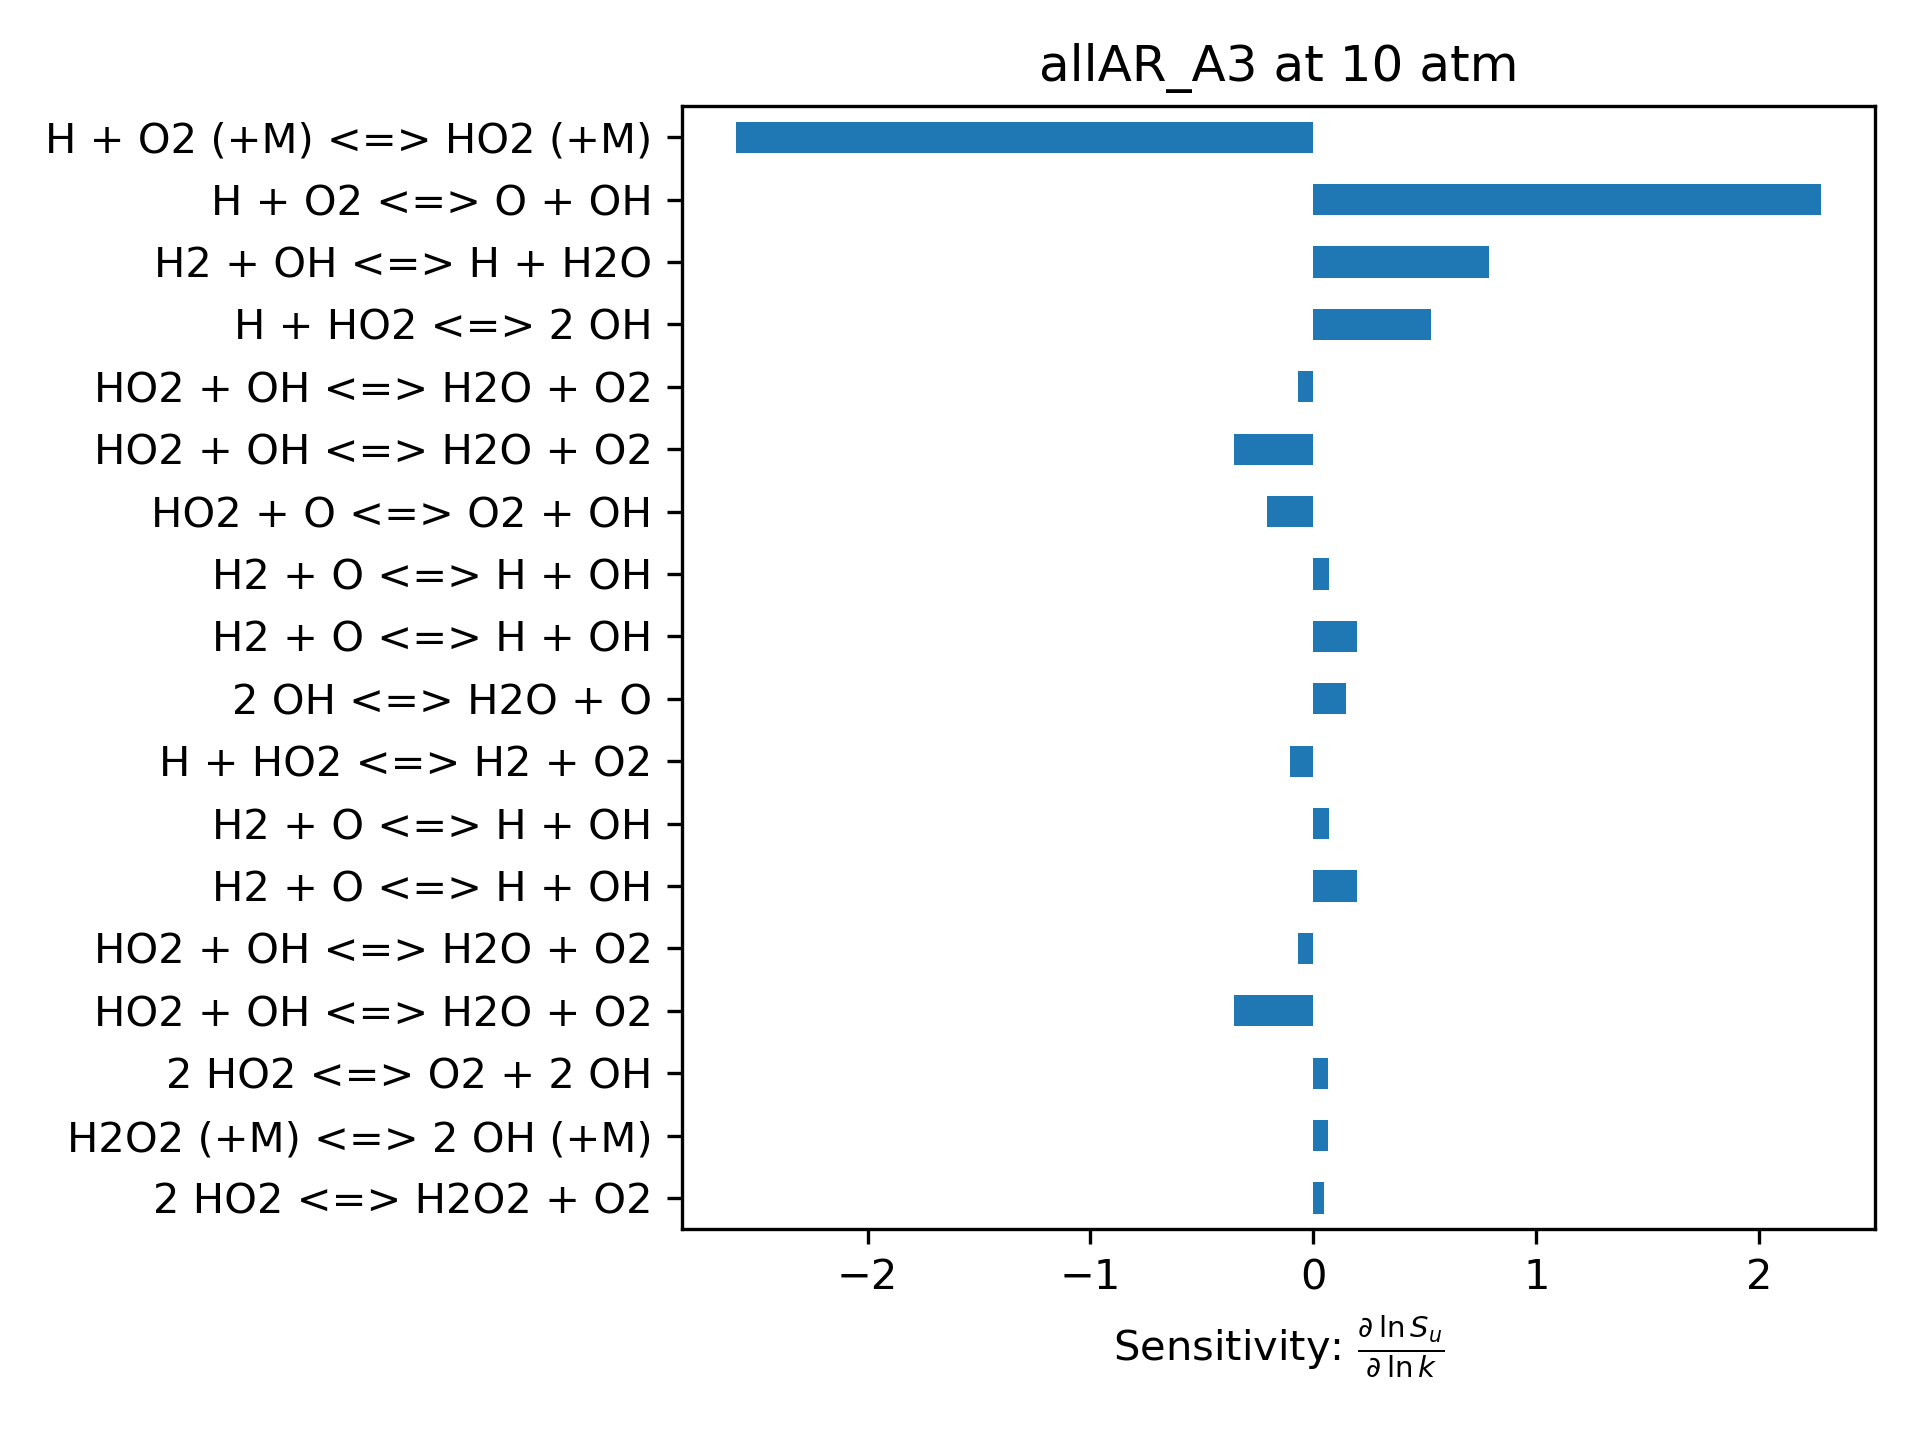 allAR_A3 at 10 atm
H + O2 (+M) <=> HO2 (+M)
H + O2 <=> O + OH
H2 + OH <=> H + H2O
H + HO2 <=> 2 OH
HO2 + OH <=> H2O + O2
HO2 + OH <=> H2O + O2
HO2 + O <=> O2 + OH
H2 + O <=> H + OH
H2 + O <=> H + OH
2 OH <=> H2O + O
H + HO2 <=> H2 + O2
H2 + O <=> H + OH
H2 + O <=> H + OH
HO2 + OH <=> H2O + O2
HO2 + OH <=> H2O + O2
2 HO2 <=> O2 + 2 OH
H2O2 (+M) <=> 2 OH (+M)
2 HO2 <=> H2O2 + O2
−2 −1 0 1 2
Sensitivity: ∂ ln S_u / ∂ ln k